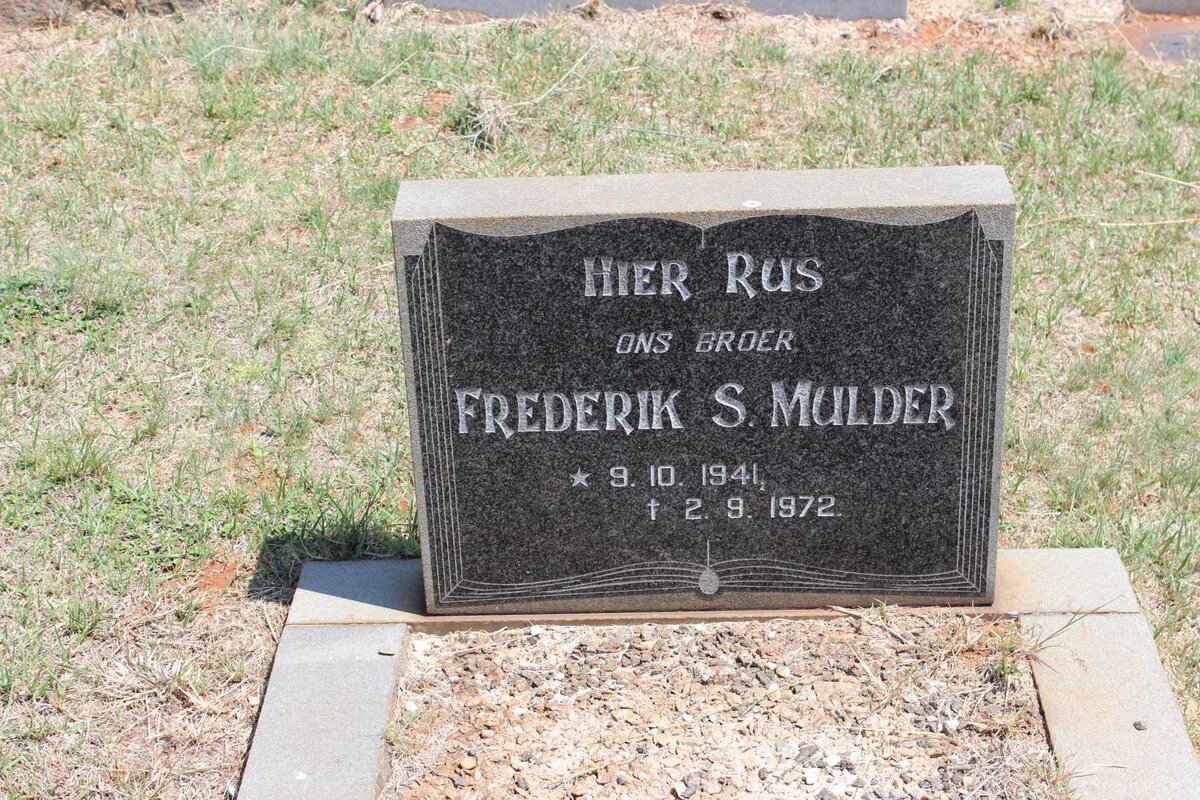 HIER RUS
ONS BROER
FREDERIK S. MULDER
★ 9. 10. 1941,
† 2. 9. 1972.